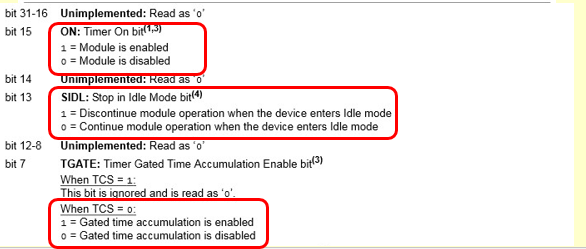 bit 31-16 Unimplemented: Read as ‘0’
bit 15 ON: Timer On bit(1,3)
1 = Module is enabled
0 = Module is disabled
bit 14 Unimplemented: Read as ‘0’
bit 13 SIDL: Stop in Idle Mode bit(4)
1 = Discontinue module operation when the device enters Idle mode
0 = Continue module operation when the device enters Idle mode
bit 12-8 Unimplemented: Read as ‘0’
bit 7 TGATE: Timer Gated Time Accumulation Enable bit(3)
When TCS = 1:
This bit is ignored and is read as ‘0’.
When TCS = 0:
1 = Gated time accumulation is enabled
0 = Gated time accumulation is disabled